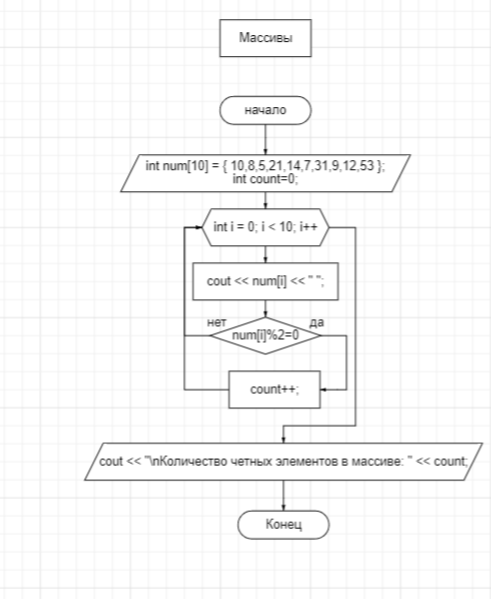 Массивы
начало
int num[10] = { 10,8,5,21,14,7,31,9,12,53 };
int count=0;
int i = 0; i < 10; i++
cout << num[i] << " ";
нет
да
num[i]%2=0
count++;
cout << "\nКоличество четных элементов в массиве: " << count;
Конец